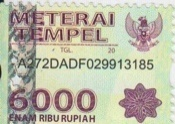 METERAI
TEMPEL
TGL. 20
A272DADF029913185
6000
ENAM RIBU RUPIAH